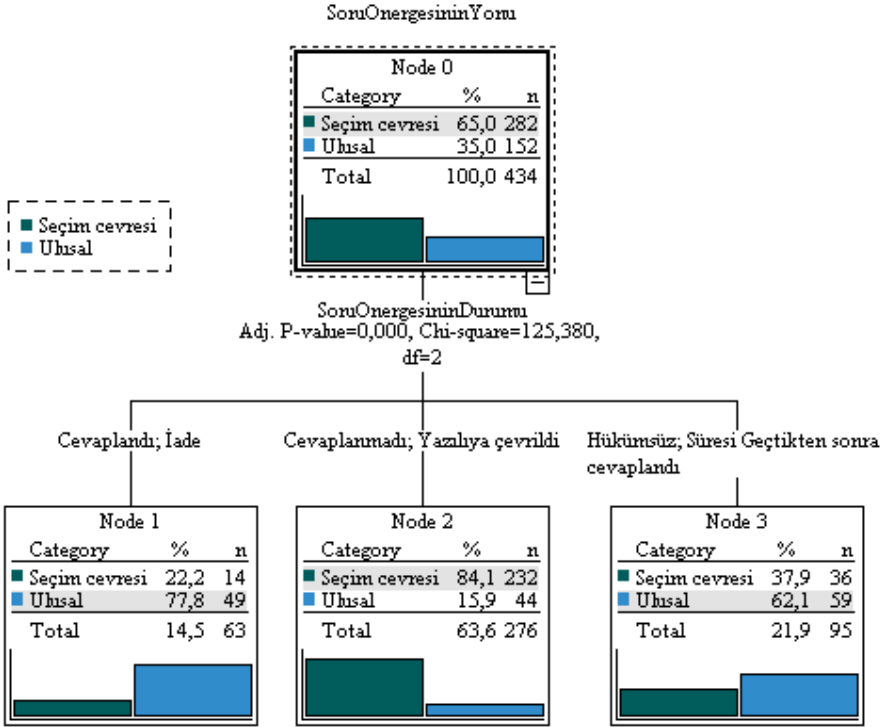 SoruOnergesininYonu
Node 0
Category % n
Seçim cevresi 65,0 282
Ulusal 35,0 152
Total 100,0 434
Seçim cevresi
Ulusal
SoruOnergesininDurumu
Adj. P-value=0,000, Chi-square=125,380,
df=2
Cevaplandı; İade
Cevaplanmadı; Yazılıya çevrildi
Hükümsüz; Süresi Geçtikten sonra
cevaplandı
Node 1
Category % n
Seçim cevresi 22,2 14
Ulusal 77,8 49
Total 14,5 63
Node 2
Category % n
Seçim cevresi 84,1 232
Ulusal 15,9 44
Total 63,6 276
Node 3
Category % n
Seçim cevresi 37,9 36
Ulusal 62,1 59
Total 21,9 95